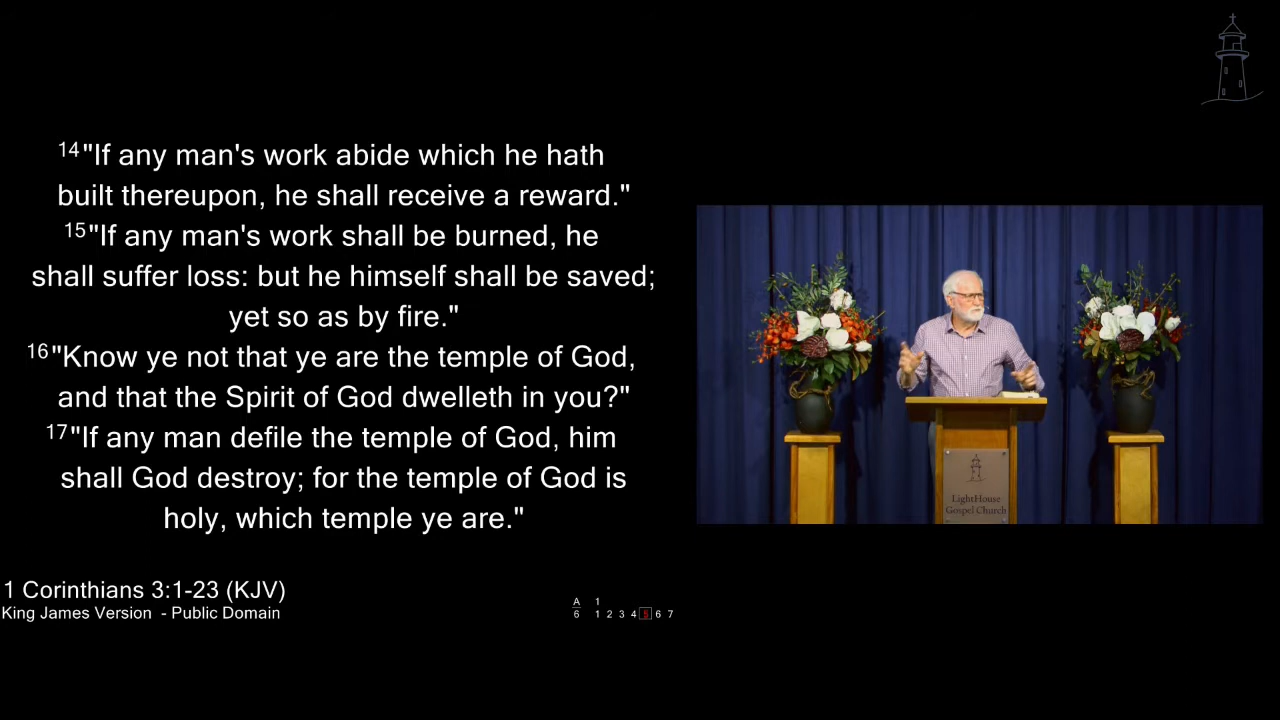 14"If any man's work abide which he hath
built thereupon, he shall receive a reward."
15"If any man's work shall be burned, he
shall suffer loss: but he himself shall be saved;
yet so as by fire."
16"Know ye not that ye are the temple of God,
and that the Spirit of God dwelleth in you?"
17"If any man defile the temple of God, him
shall God destroy; for the temple of God is
holy, which temple ye are."
1 Corinthians 3:1-23 (KJV)
King James Version - Public Domain
A 1
6 1 2 3 4 5 6 7
LightHouse
Gospel Church